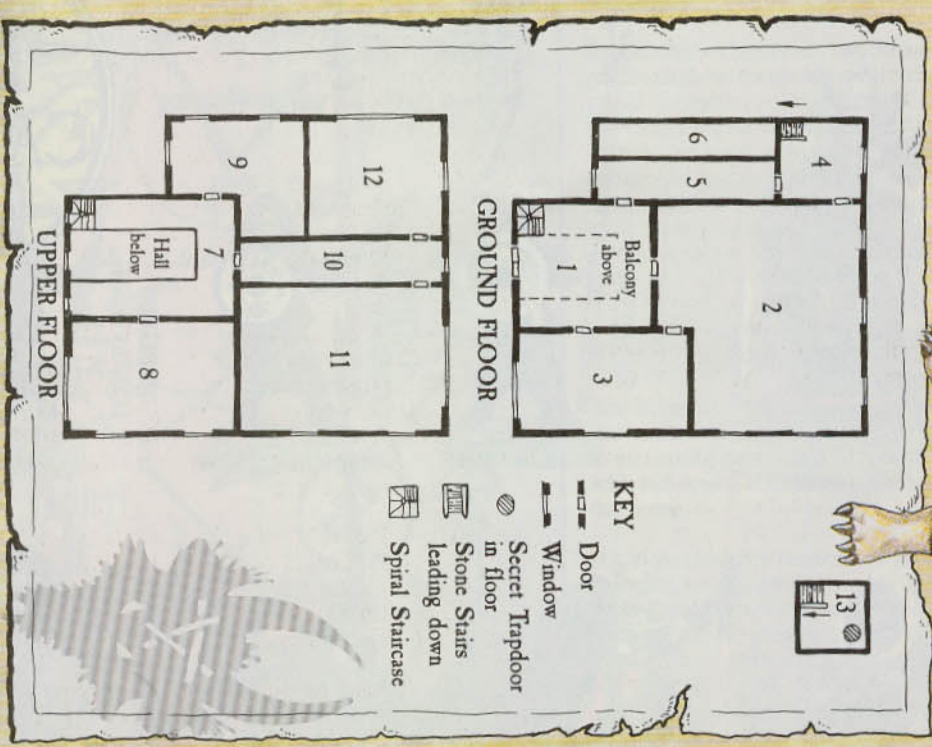 4
2
6
5
Balcony
above
1
3
GROUND FLOOR
12
10
11
9
7
Hall
below
8
UPPER FLOOR
13
KEY
Door
Window
Secret Trapdoor
in floor
Stone Stairs
leading down
Spiral Staircase